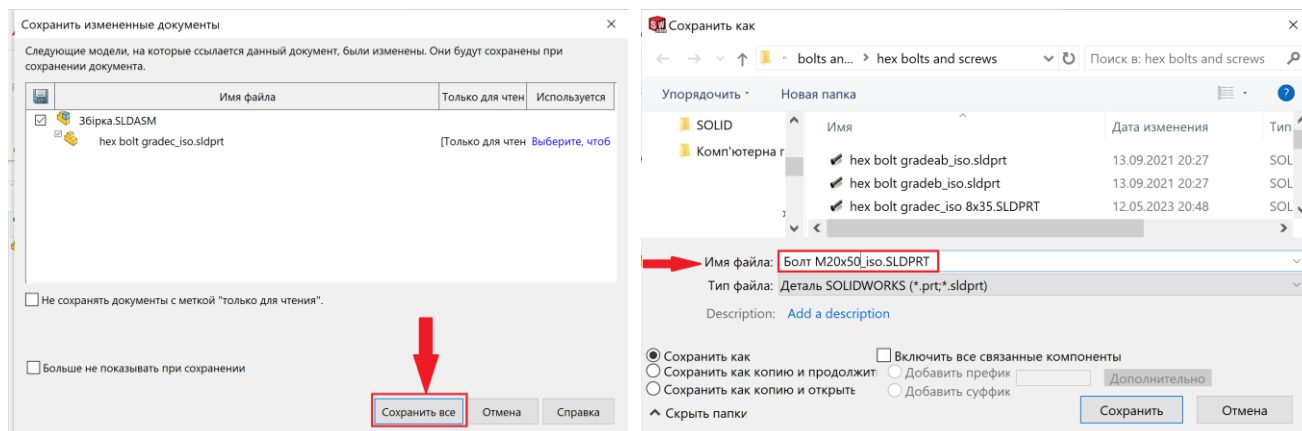 Сохранить измененные документы
Следующие модели, на которые ссылается данный документ, были изменены. Они будут сохранены при
сохранении документа.
Имя файла Только для чтен Используется
Збірка.SLDASM
hex bolt gradec_iso.sldprt [Только для чтен Выберите, чтоб
Не сохранять документы с меткой "только для чтения".
Больше не показывать при сохранении
Сохранить все Отмена Справка
Сохранить как
bolts an... hex bolts and screws Поиск в: hex bolts and screws
Упорядочить Новая папка
SOLID
Комп'ютерна г
Имя Дата изменения Тип
hex bolt gradeab_iso.sldprt 13.09.2021 20:27 SOL
hex bolt gradeb_iso.sldprt 13.09.2021 20:27 SOL
hex bolt gradec_iso 8x35.SLDPRT 12.05.2023 20:48 SOL
Имя файла: Болт М20х50_iso.SLDPRT
Тип файла: Деталь SOLIDWORKS (*.prt;*.sldprt)
Description: Add a description
Сохранить как Включить все связанные компоненты
Сохранить как копию и продолжит Добавить префик Дополнительно
Сохранить как копию и открыть Добавить суффик
Скрыть папки Сохранить Отмена